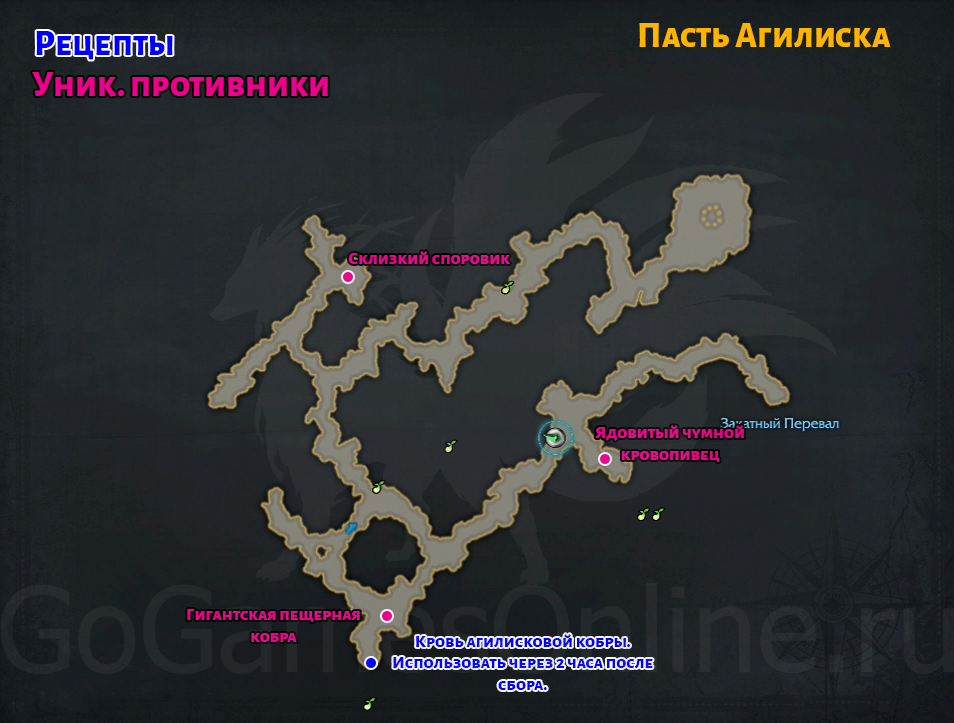 Рецепты
Пасть Агилиска
Уник. противники
Склизкий споровик
Закатный Перевал
Ядовитый чумной
кровопивец
Гигантская пещерная
кобра
Кровь агилисковой кобры.
Использовать через 2 часа после
сбора.
GoGamesOnline.ru